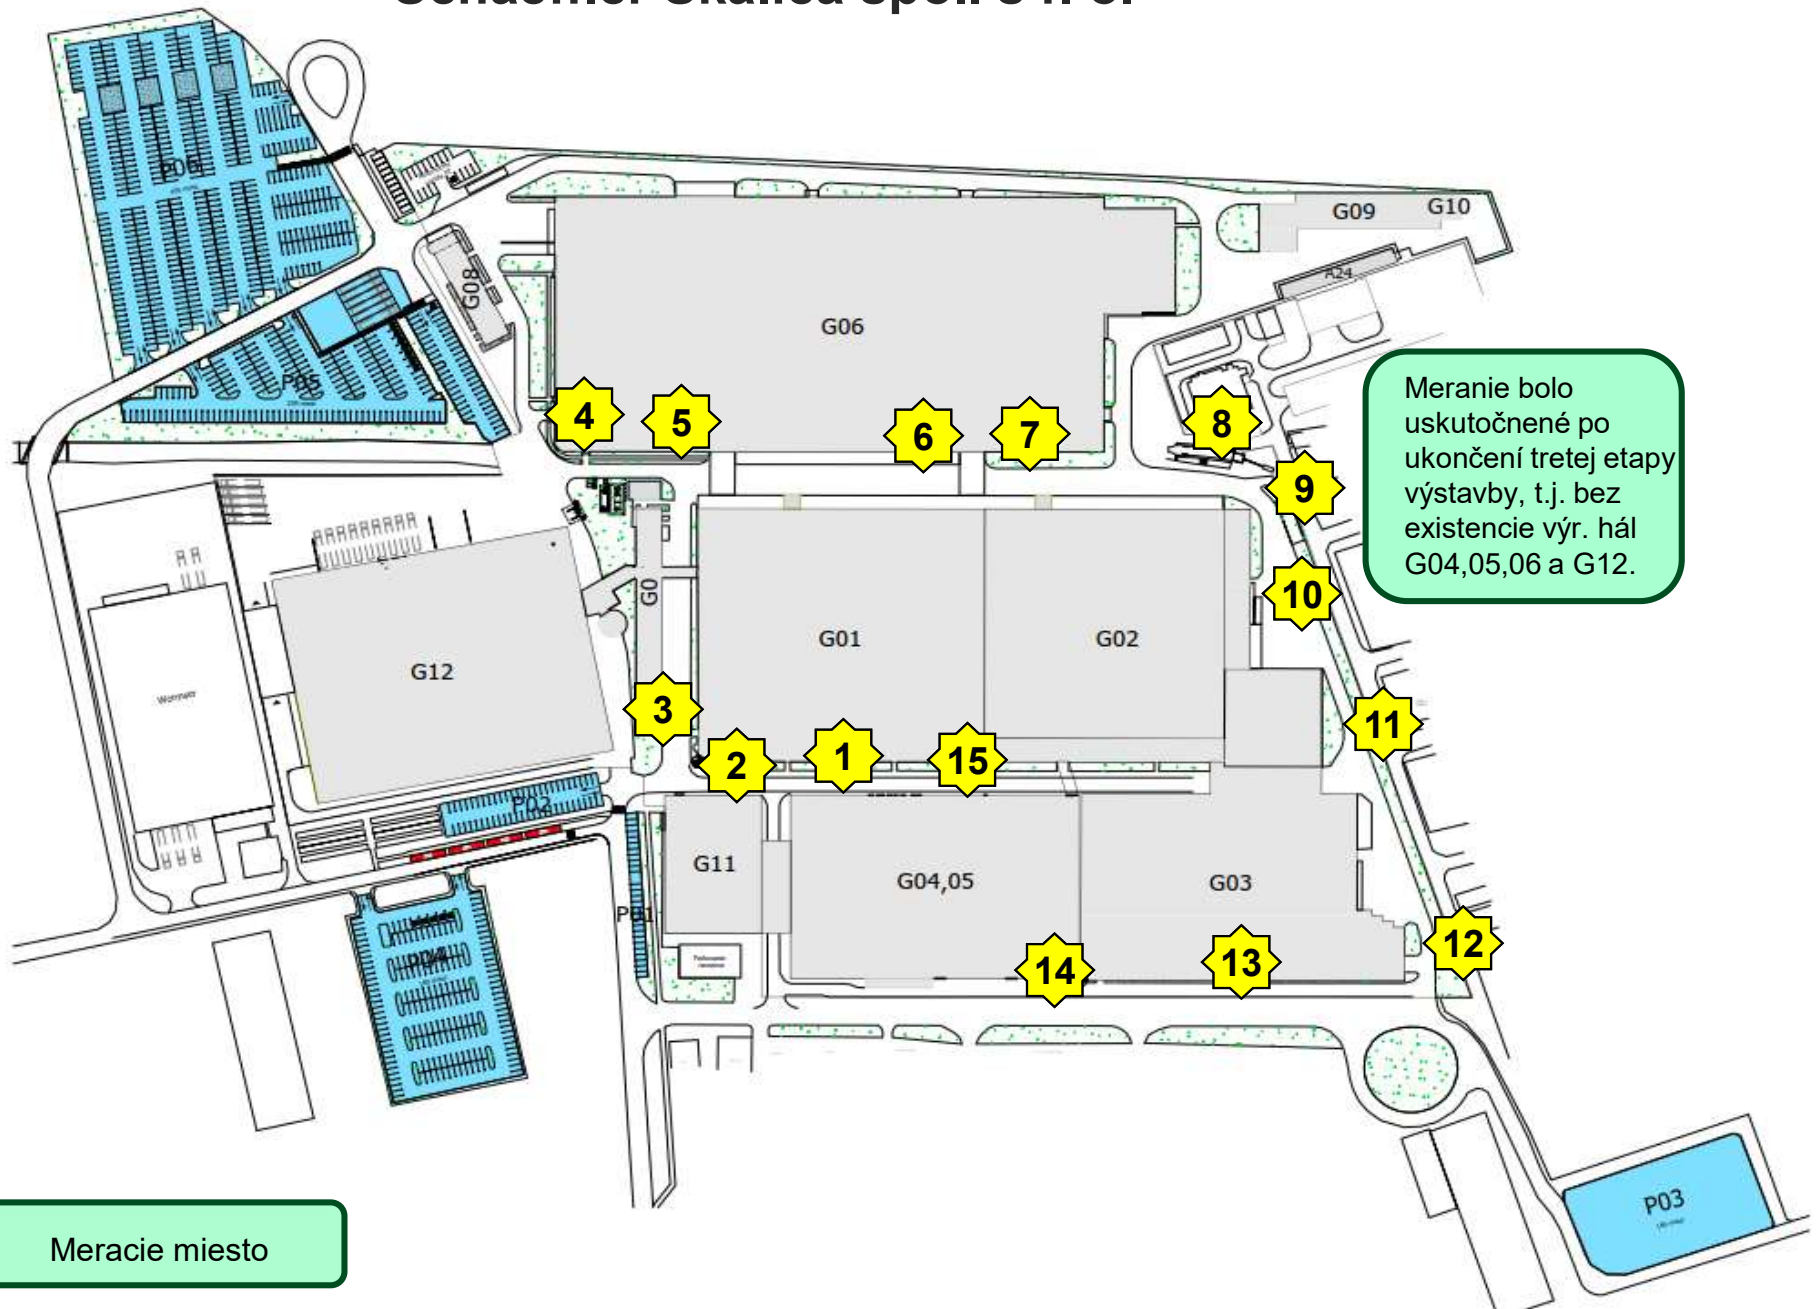 P06
G09
G10
A24
G08
G06
P05
4
5
6
7
8
9
Meranie bolo
uskutočnené po
ukončení tretej etapy
výstavby, t.j. bez
existencie výr. hál
G04,05,06 a G12.
10
G0
G01
G02
G12
3
11
2
1
15
P02
G11
G04,05
G03
P01
P04
14
13
12
P03
Meracie miesto